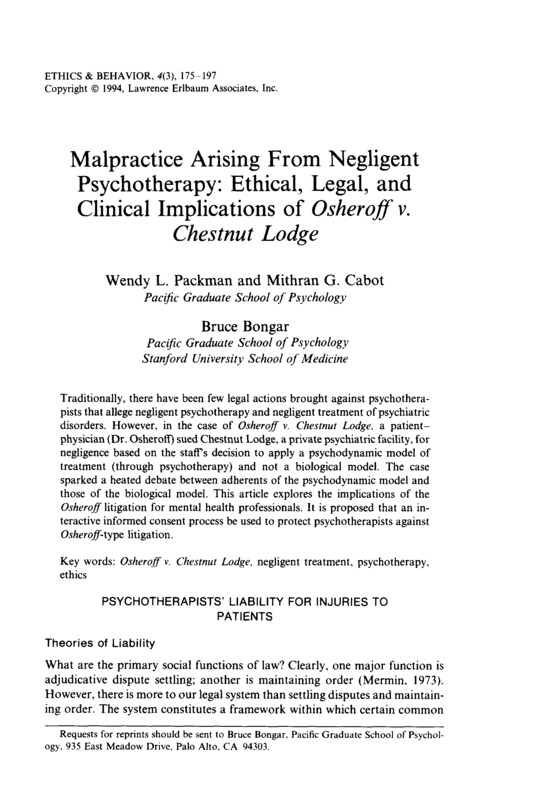 ETHICS & BEHAVIOR, 4(3), 175–197
Copyright © 1994, Lawrence Erlbaum Associates, Inc.
Malpractice Arising From Negligent
Psychotherapy: Ethical, Legal, and
Clinical Implications of Osheroff v.
Chestnut Lodge
Wendy L. Packman and Mithran G. Cabot
Pacific Graduate School of Psychology
Bruce Bongar
Pacific Graduate School of Psychology
Stanford University School of Medicine
Traditionally, there have been few legal actions brought against psychothera-
pists that allege negligent psychotherapy and negligent treatment of psychiatric
disorders. However, in the case of Osheroff v. Chestnut Lodge, a patient–
physician (Dr. Osheroff) sued Chestnut Lodge, a private psychiatric facility, for
negligence based on the staff's decision to apply a psychodynamic model of
treatment (through psychotherapy) and not a biological model. The case
sparked a heated debate between adherents of the psychodynamic model and
those of the biological model. This article explores the implications of the
Osheroff litigation for mental health professionals. It is proposed that an in-
teractive informed consent process be used to protect psychotherapists against
Osheroff-type litigation.
Key words: Osheroff v. Chestnut Lodge, negligent treatment, psychotherapy,
ethics
PSYCHOTHERAPISTS' LIABILITY FOR INJURIES TO
PATIENTS
Theories of Liability
What are the primary social functions of law? Clearly, one major function is
adjudicative dispute settling; another is maintaining order (Mermin, 1973).
However, there is more to our legal system than settling disputes and maintain-
ing order. The system constitutes a framework within which certain common
Requests for reprints should be sent to Bruce Bongar, Pacific Graduate School of Psychol-
ogy, 935 East Meadow Drive, Palo Alto, CA 94303.